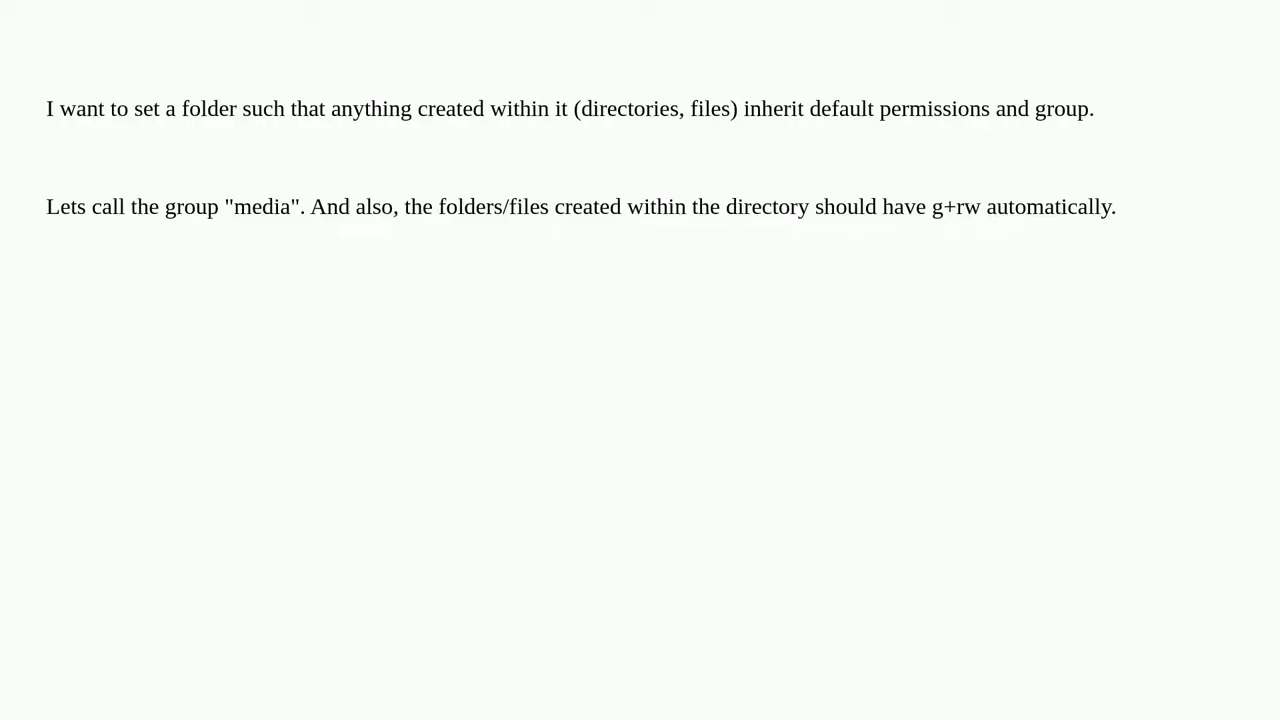 I want to set a folder such that anything created within it (directories, files) inherit default permissions and group.
Lets call the group "media". And also, the folders/files created within the directory should have g+rw automatically.